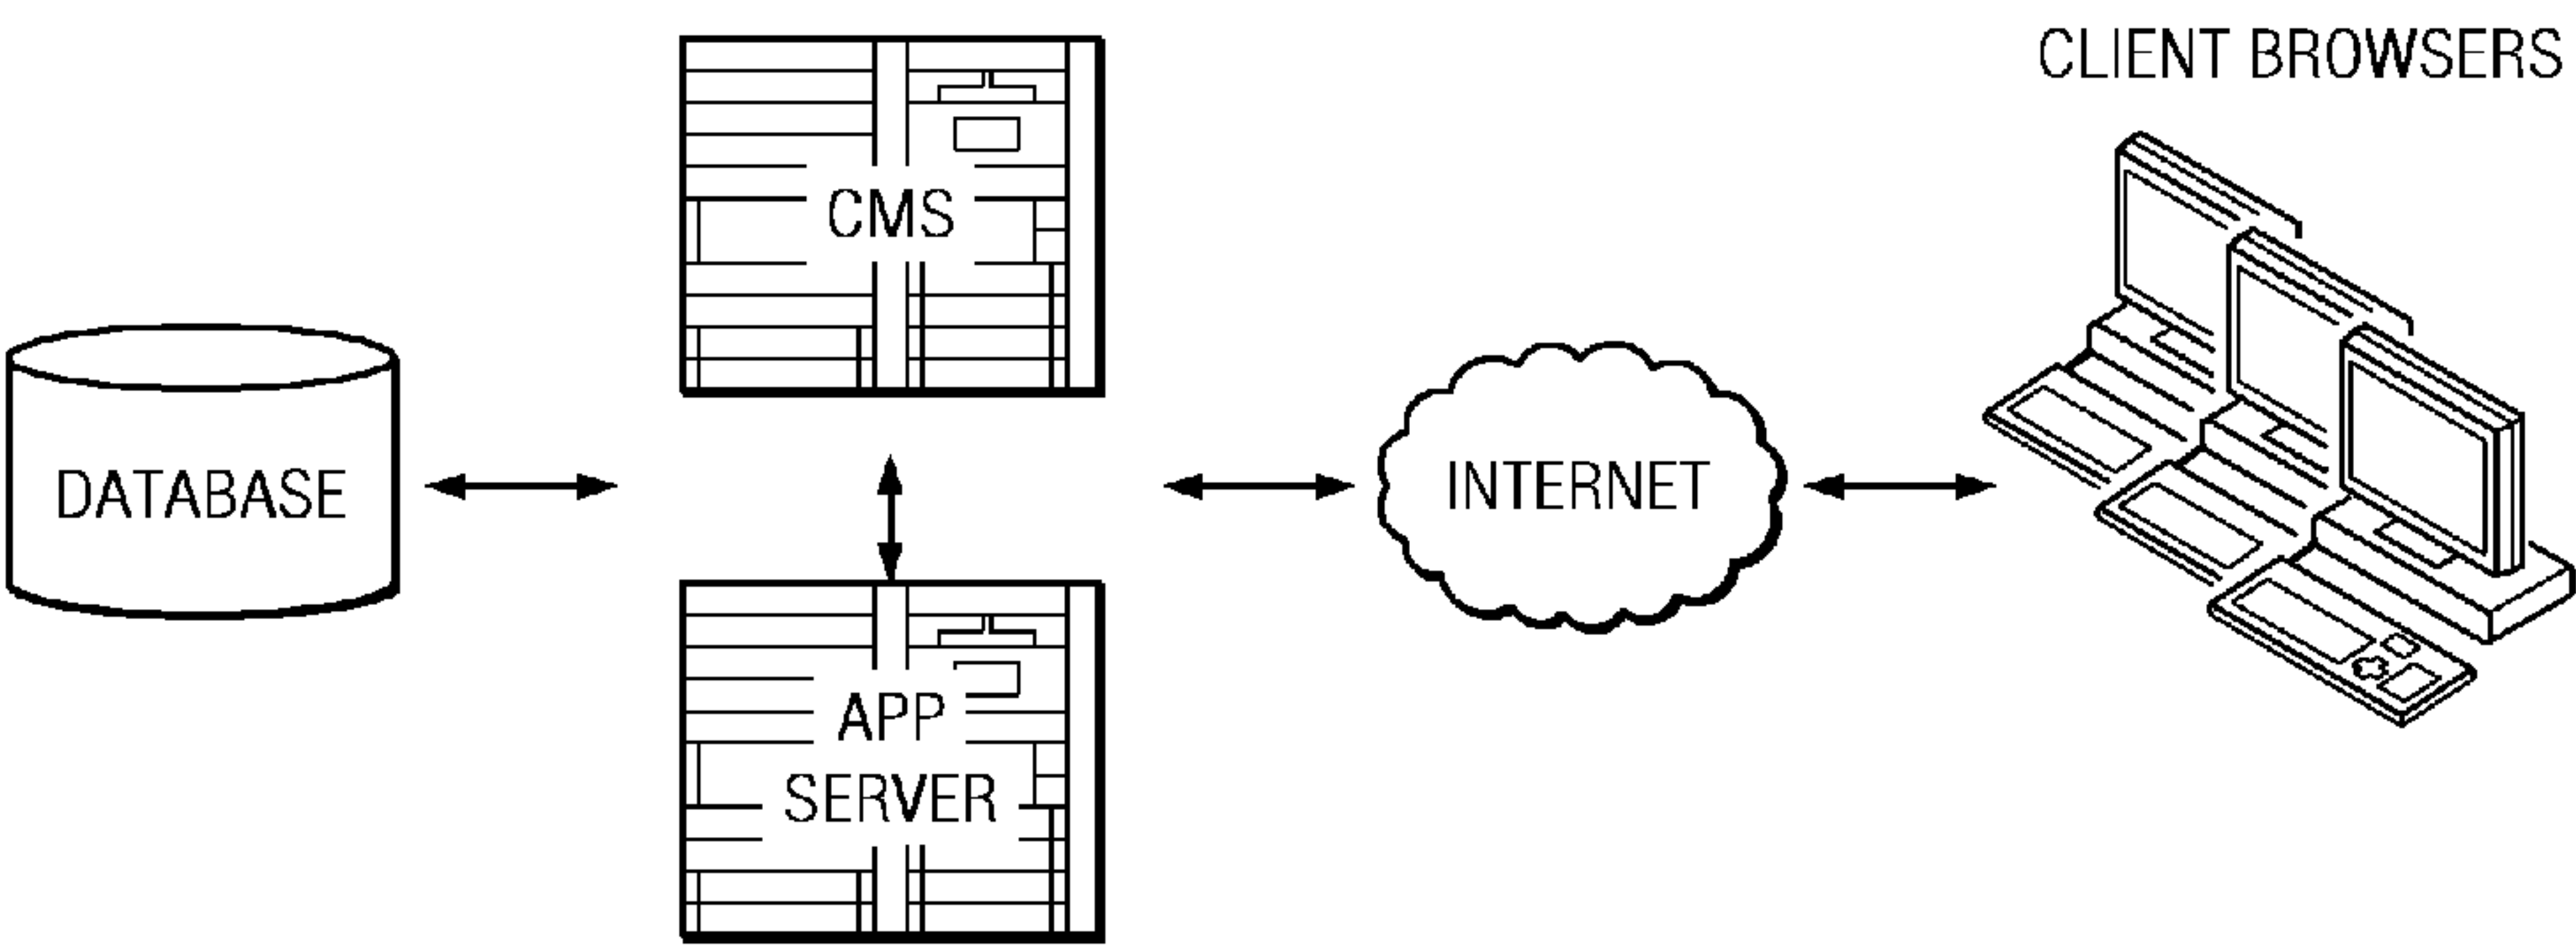 CLIENT BROWSERS
CMS
DATABASE
INTERNET
APP
SERVER